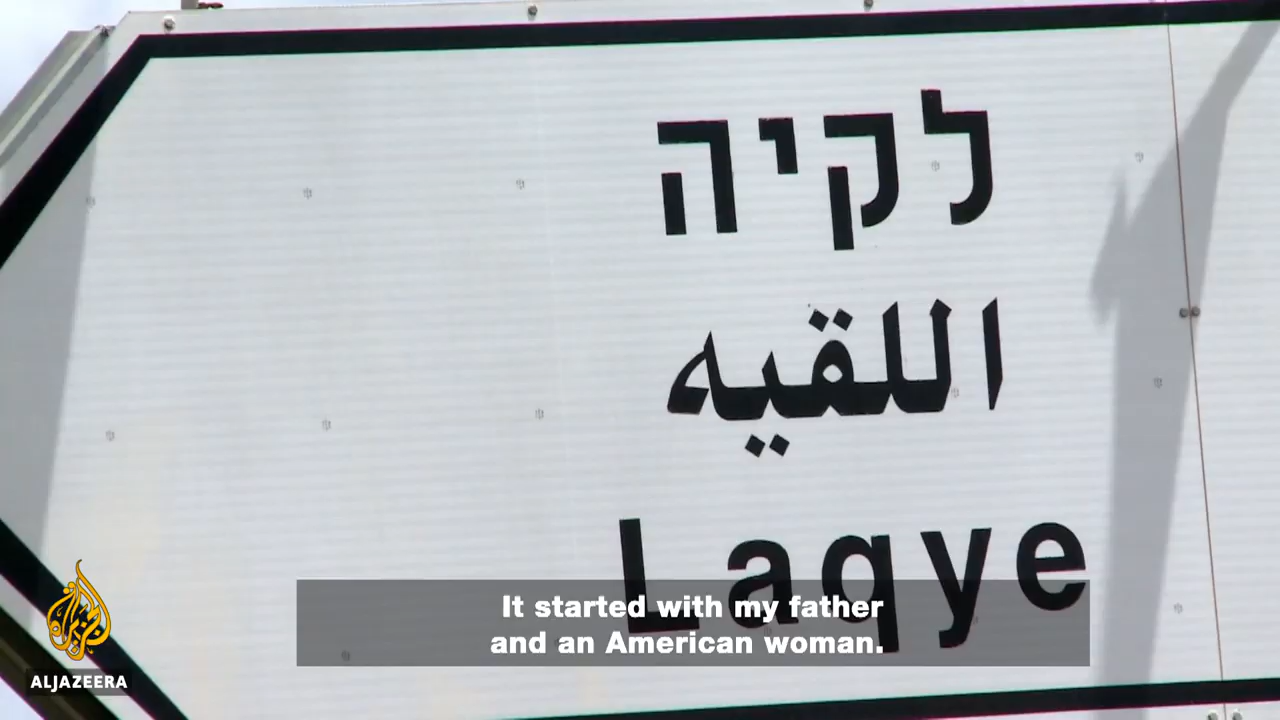 לקיה
اللقيه
Laqye
It started with my father
and an American woman.
ALJAZEERA